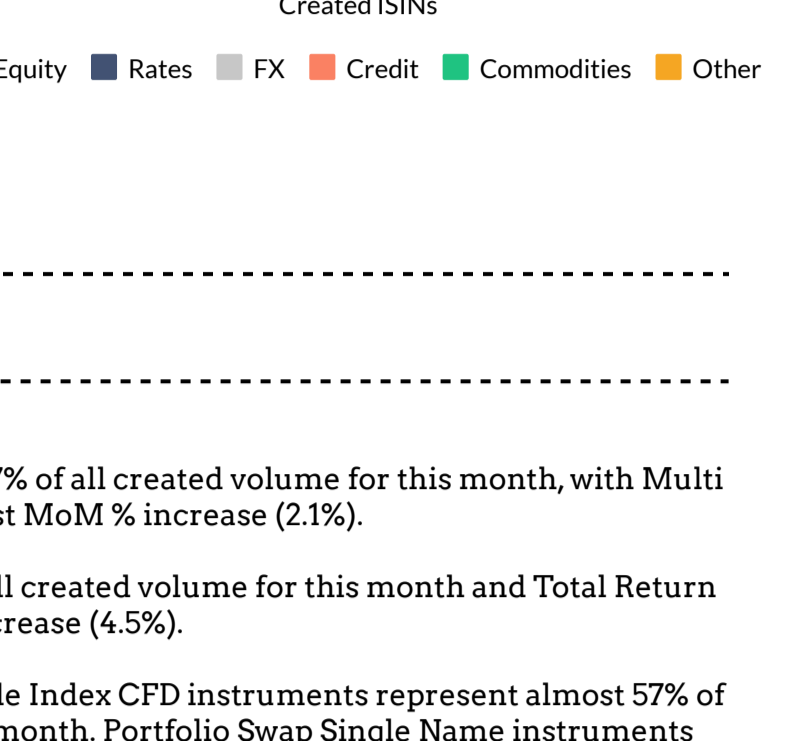 Created ISINs
Equity Rates FX Credit Commodities Other
7% of all created volume for this month, with Multi
st MoM % increase (2.1%).
ll created volume for this month and Total Return
crease (4.5%).
le Index CFD instruments represent almost 57% of
month. Portfolio Swap Single Name instruments